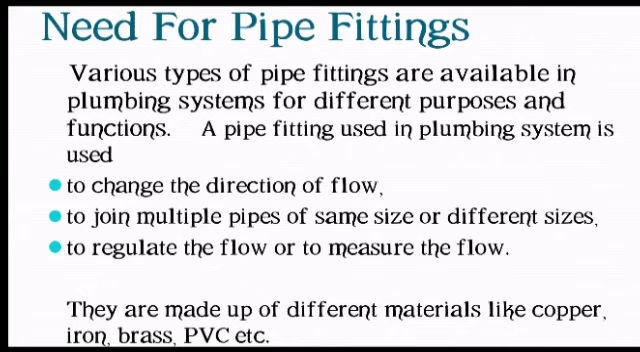 Need For Pipe Fittings
Various types of pipe fittings are available in
plumbing systems for different purposes and
functions. A pipe fitting used in plumbing system is
used
to change the direction of flow,
to join multiple pipes of same size or different sizes,
to regulate the flow or to measure the flow.
They are made up of different materials like copper,
iron, brass, PVC etc.